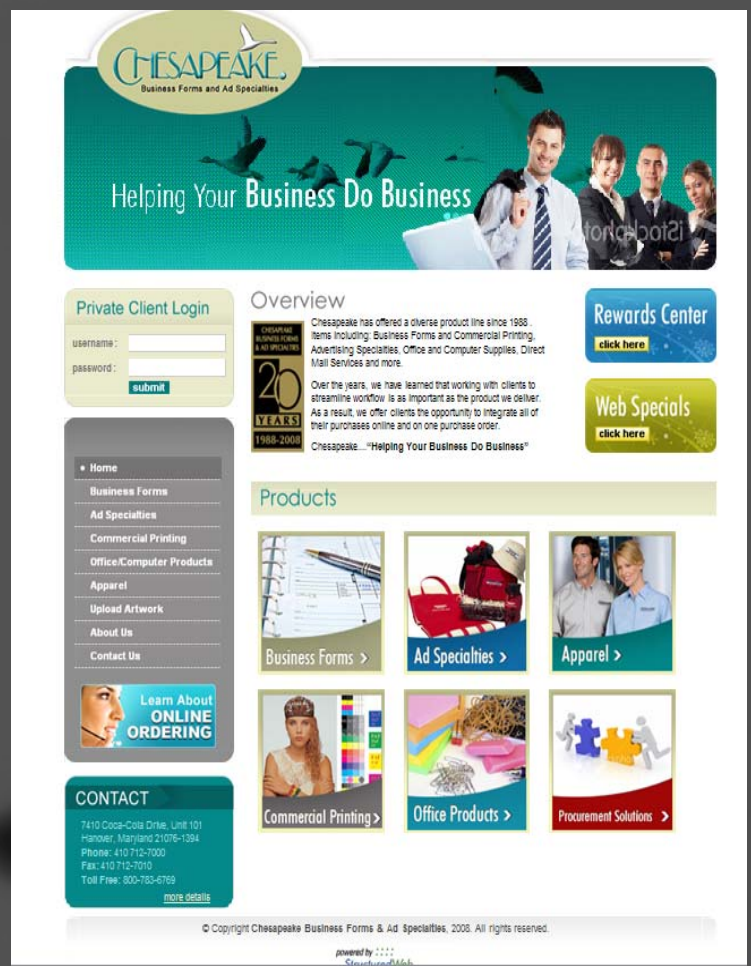 CHESAPEAKE
Business Forms and Ad Specialties
Helping Your Business Do Business
iStockphoto
Private Client Login
username:
password:
submit
Home
Business Forms
Ad Specialties
Commercial Printing
Office/Computer Products
Apparel
Upload Artwork
About Us
Contact Us
Learn About
ONLINE
ORDERING
CONTACT
7410 Coca-Cola Drive, Unit 101
Hanover, Maryland 21076-1394
Phone: 410 712-7000
Fax: 410 712-7010
Toll Free: 800-783-6769
more details
Overview
CHESAPEAKE
BUSINESS FORMS
& AD SPECIALTIES
20
YEARS
1988-2008
Chesapeake has offered a diverse product line since 1988 .
Items including: Business Forms and Commercial Printing,
Advertising Specialties, Office and Computer Supplies, Direct
Mail Services and more.
Over the years, we have learned that working with clients to
streamline workflow is as important as the product we deliver.
As a result, we offer clients the opportunity to integrate all of
their purchases online and on one purchase order.
Chesapeake...."Helping Your Business Do Business"
Rewards Center
click here
Web Specials
click here
Products
Business Forms >
Ad Specialties >
Apparel >
Commercial Printing >
Office Products >
Procurement Solutions >
© Copyright Chesapeake Business Forms & Ad Specialties, 2008. All rights reserved.
powered by
StructuredWeb